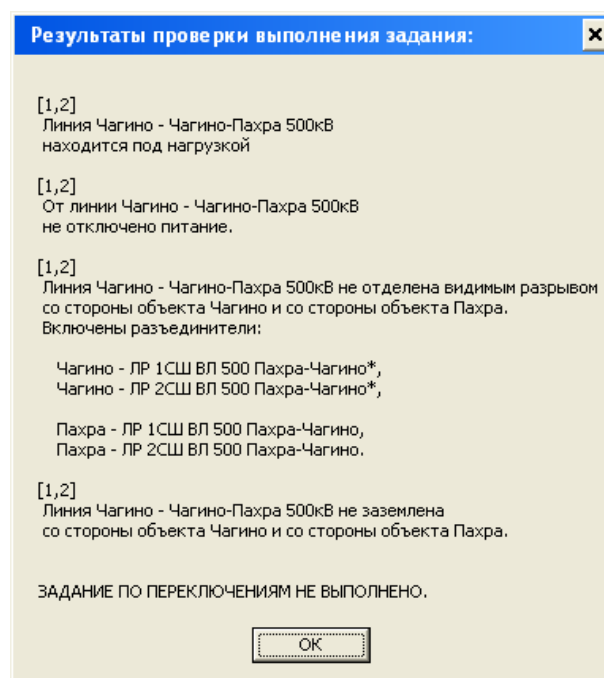 Результаты проверки выполнения задания:
[1,2]
Линия Чагино - Чагино-Пахра 500кВ
находится под нагрузкой
[1,2]
От линии Чагино - Чагино-Пахра 500кВ
не отключено питание.
[1,2]
Линия Чагино - Чагино-Пахра 500кВ не отделена видимым разрывом
со стороны объекта Чагино и со стороны объекта Пахра.
Включены разъединители:
Чагино - ЛР 1СШ ВЛ 500 Пахра-Чагино*,
Чагино - ЛР 2СШ ВЛ 500 Пахра-Чагино*,
Пахра - ЛР 1СШ ВЛ 500 Пахра-Чагино,
Пахра - ЛР 2СШ ВЛ 500 Пахра-Чагино.
[1,2]
Линия Чагино - Чагино-Пахра 500кВ не заземлена
со стороны объекта Чагино и со стороны объекта Пахра.
ЗАДАНИЕ ПО ПЕРЕКЛЮЧЕНИЯМ НЕ ВЫПОЛНЕНО.
ОК